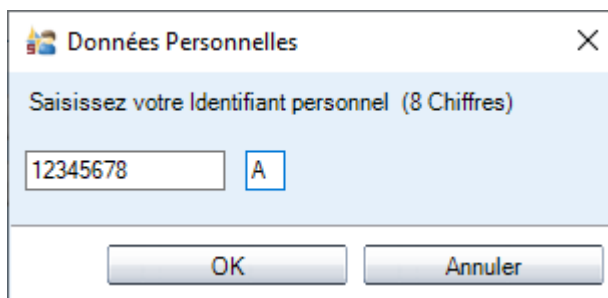 Données Personnelles
Saisissez votre Identifiant personnel (8 Chiffres)
12345678 A
OK Annuler